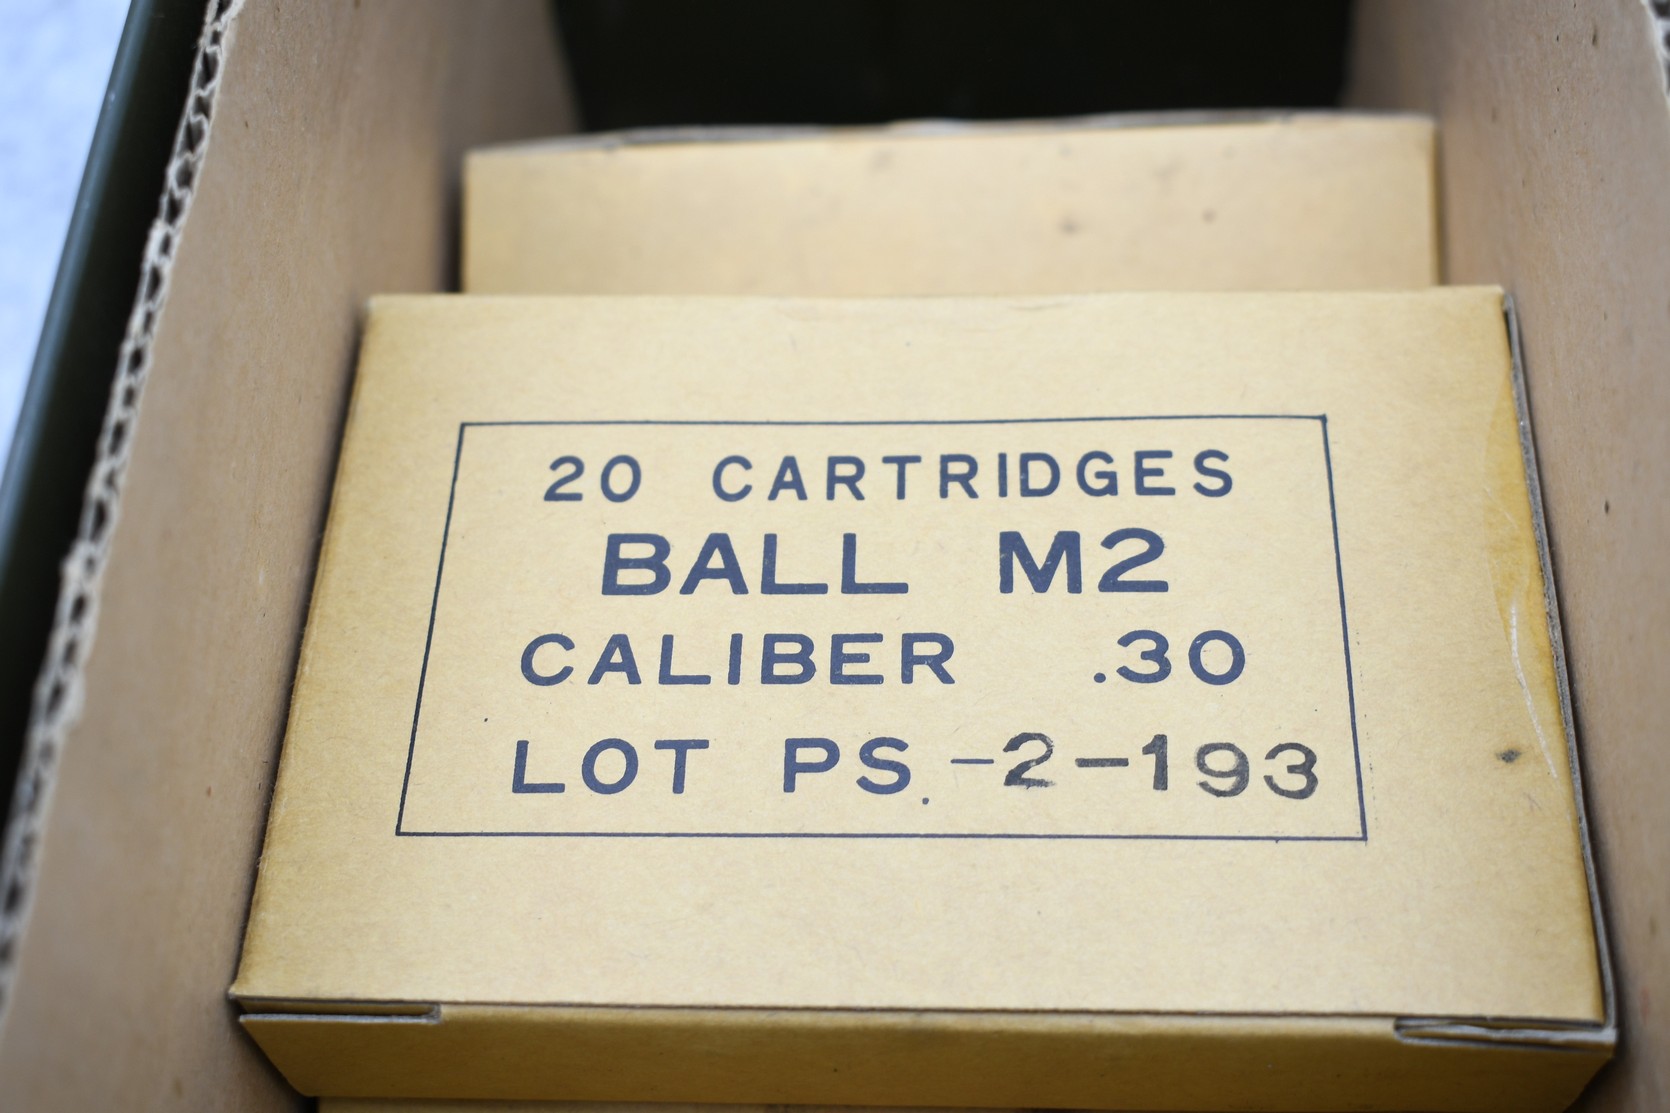 20 CARTRIDGES
BALL M2
CALIBER .30
LOT PS -2-193